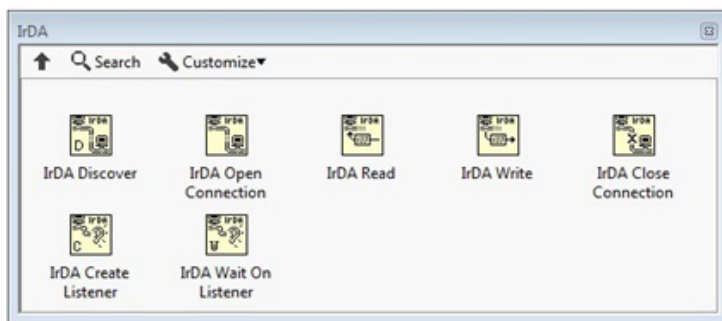 IrDA
Search Customize
IrDA Discover
IrDA Open
Connection
IrDA Read
IrDA Write
IrDA Close
Connection
IrDA Create
Listener
IrDA Wait On
Listener